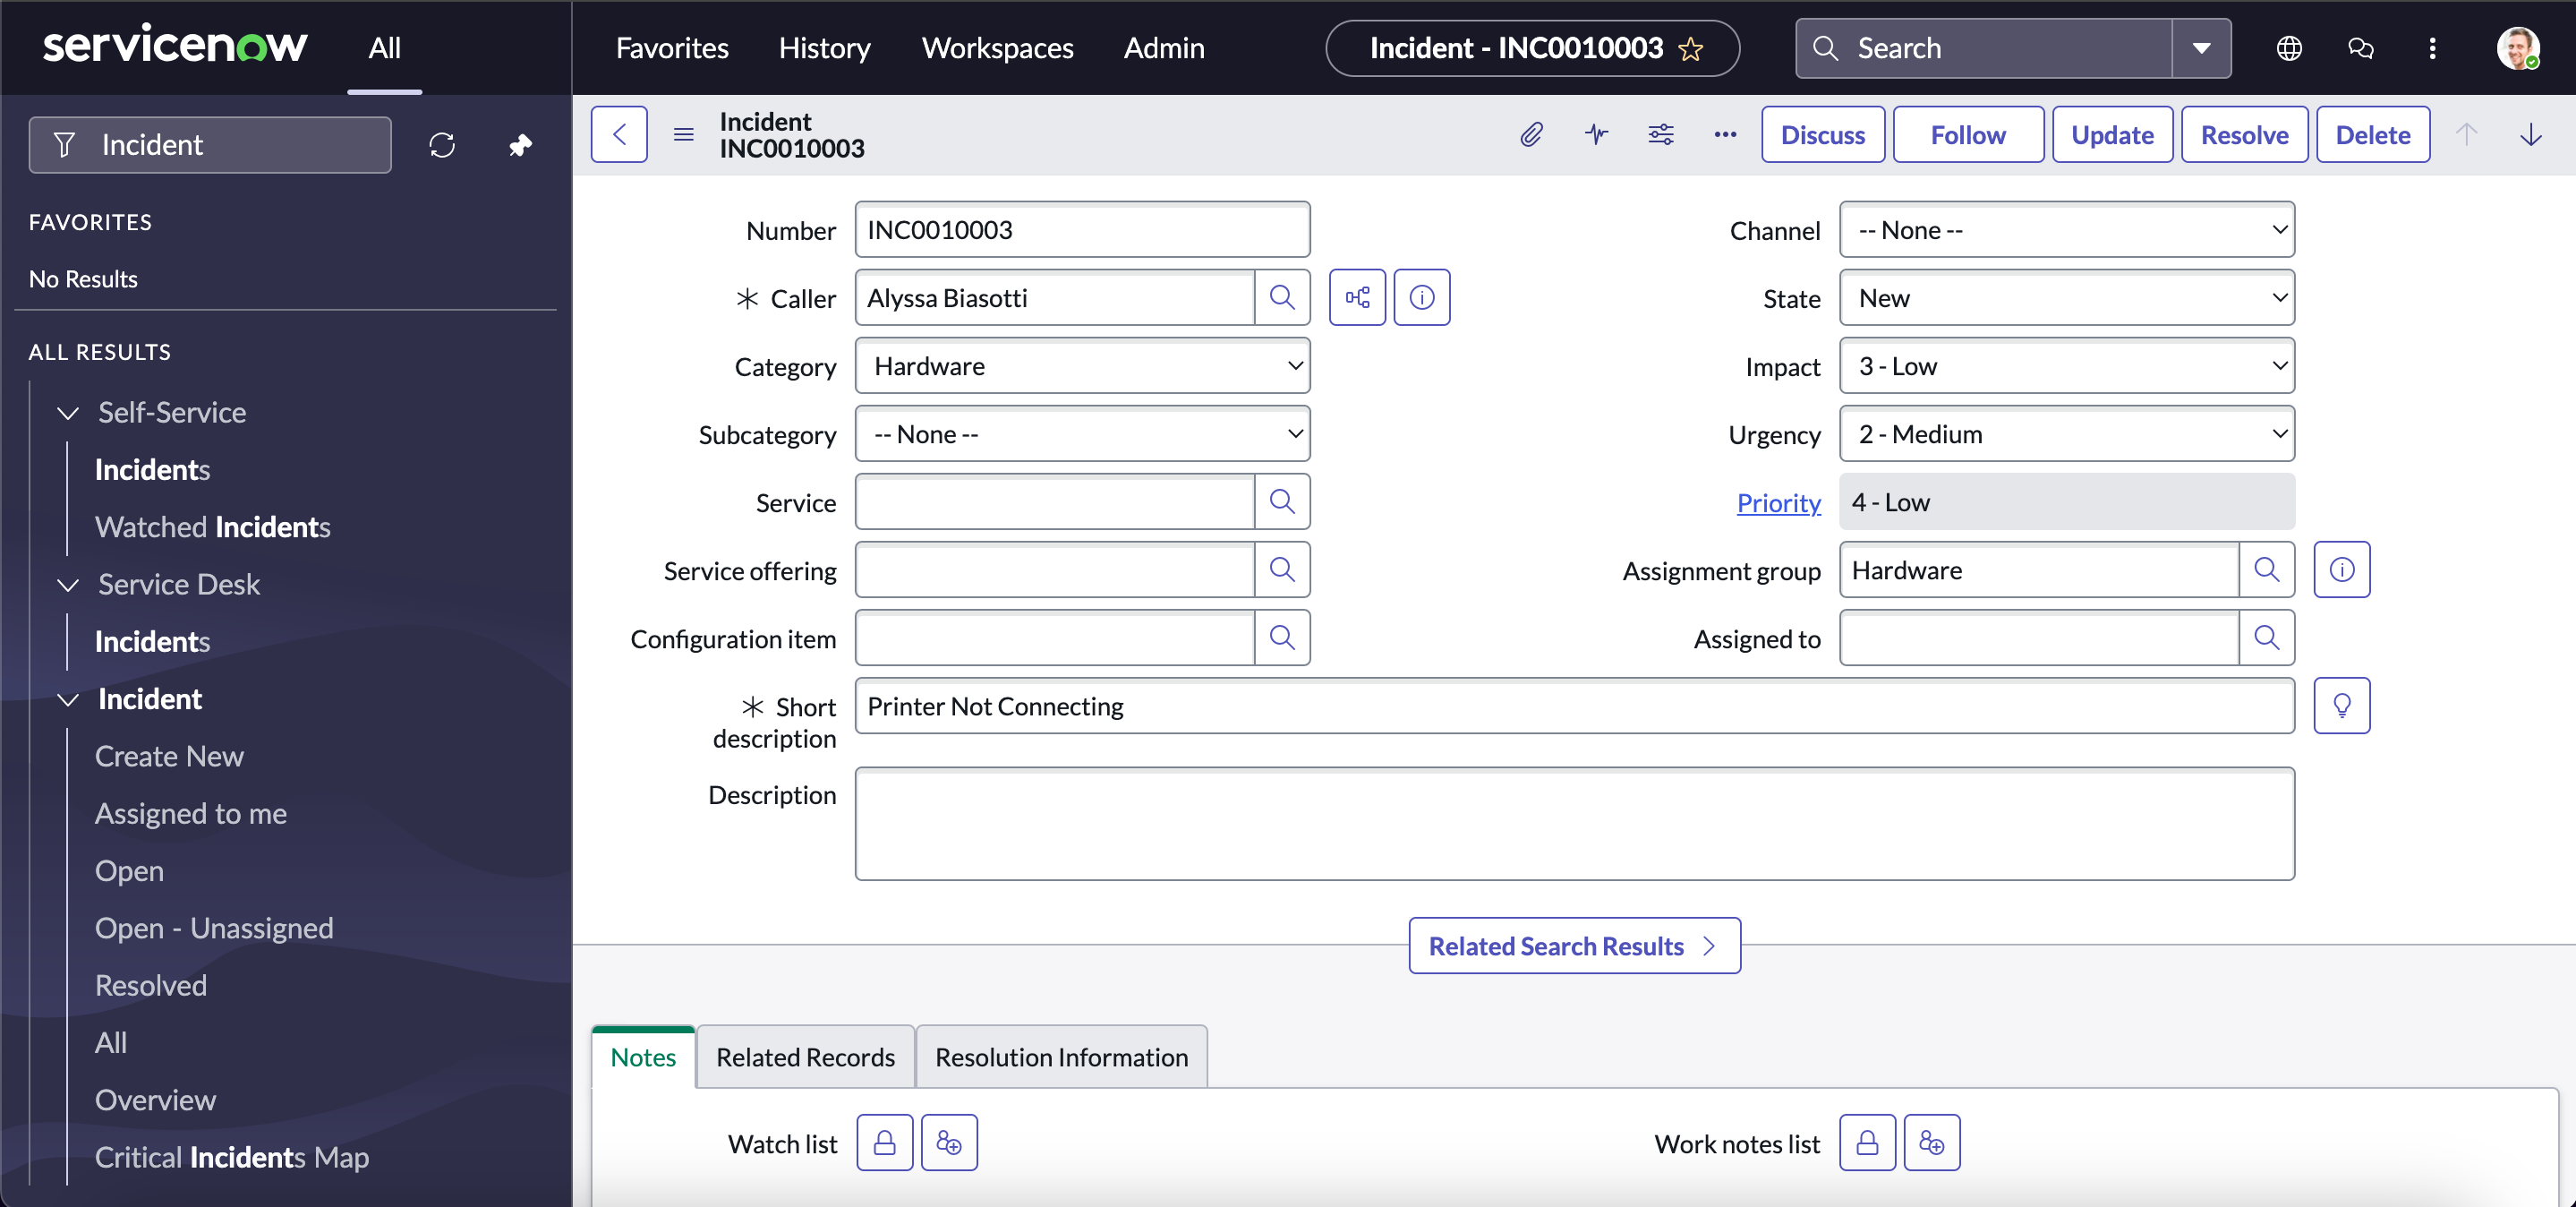 servicenow
All
Favorites
History
Workspaces
Admin
Incident - INC0010003
Search
Incident
FAVORITES
No Results
ALL RESULTS
Self-Service
Incidents
Watched Incidents
Service Desk
Incidents
Incident
Create New
Assigned to me
Open
Open - Unassigned
Resolved
All
Overview
Critical Incidents Map
Incident
INC0010003
Discuss
Follow
Update
Resolve
Delete
Number
INC0010003
Caller
Alyssa Biasotti
Category
Hardware
Subcategory
-- None --
Service
Service offering
Configuration item
Channel
-- None --
State
New
Impact
3 - Low
Urgency
2 - Medium
Priority
4 - Low
Assignment group
Hardware
Assigned to
Short
description
Printer Not Connecting
Description
Related Search Results
Notes
Related Records
Resolution Information
Watch list
Work notes list